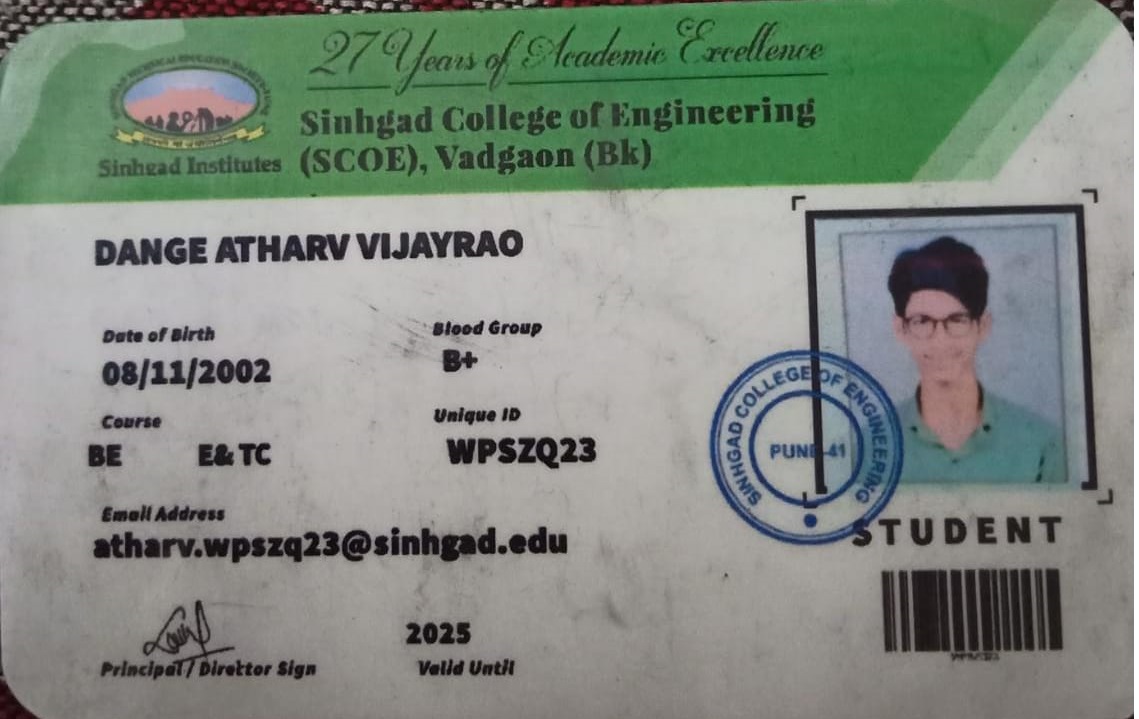 27 Years of Academic Excellence
Sinhgad College of Engineering
(SCOE), Vadgaon (Bk)
Sinhgad Institutes
DANGE ATHARV VIJAYRAO
Date of Birth
08/11/2002
Blood Group
B+
Course
BE E& TC
Unique ID
WPSZQ23
Email Address
atharv.wpszq23@sinhgad.edu
SINHGAD COLLEGE OF ENGINEERING
PUNE-41
STUDENT
Principal / Direktor Sign
2025
Valid Until